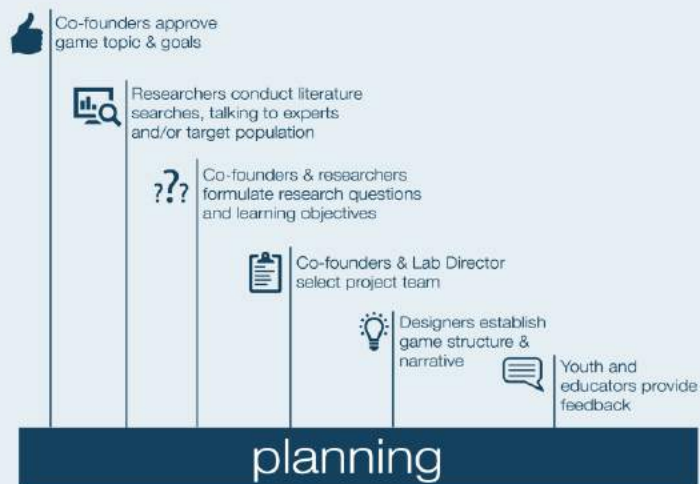 Co-founders approve
game topic & goals
Researchers conduct literature
searches, talking to experts
and/or target population
???
Co-founders & researchers
formulate research questions
and learning objectives
Co-founders & Lab Director
select project team
Designers establish
game structure &
narrative
Youth and
educators provide
feedback
planning